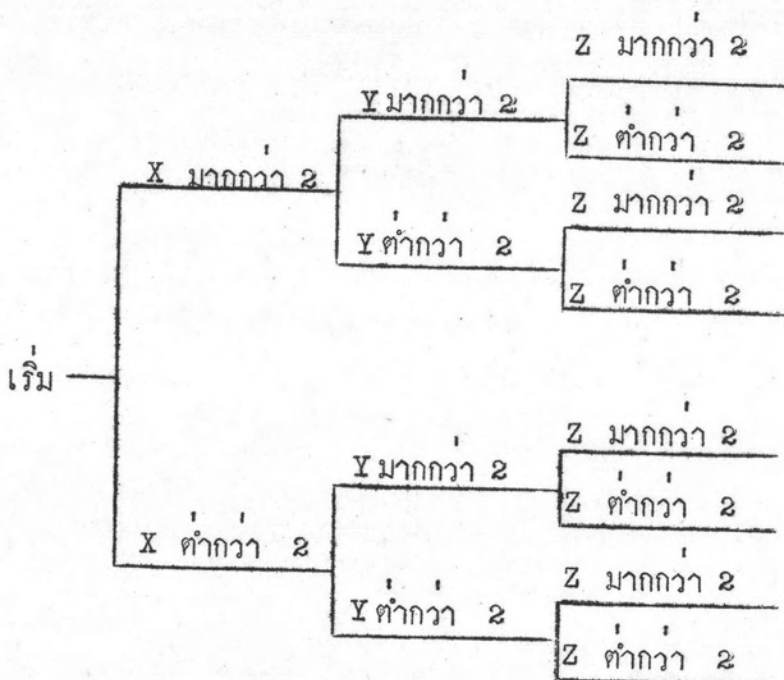 Z มากกว่า 2
Y มากกว่า 2
Z ต่ำกว่า 2
X มากกว่า 2
Z มากกว่า 2
Y ต่ำกว่า 2
Z ต่ำกว่า 2
เริ่ม
Z มากกว่า 2
Y มากกว่า 2
Z ต่ำกว่า 2
X ต่ำกว่า 2
Z มากกว่า 2
Y ต่ำกว่า 2
Z ต่ำกว่า 2